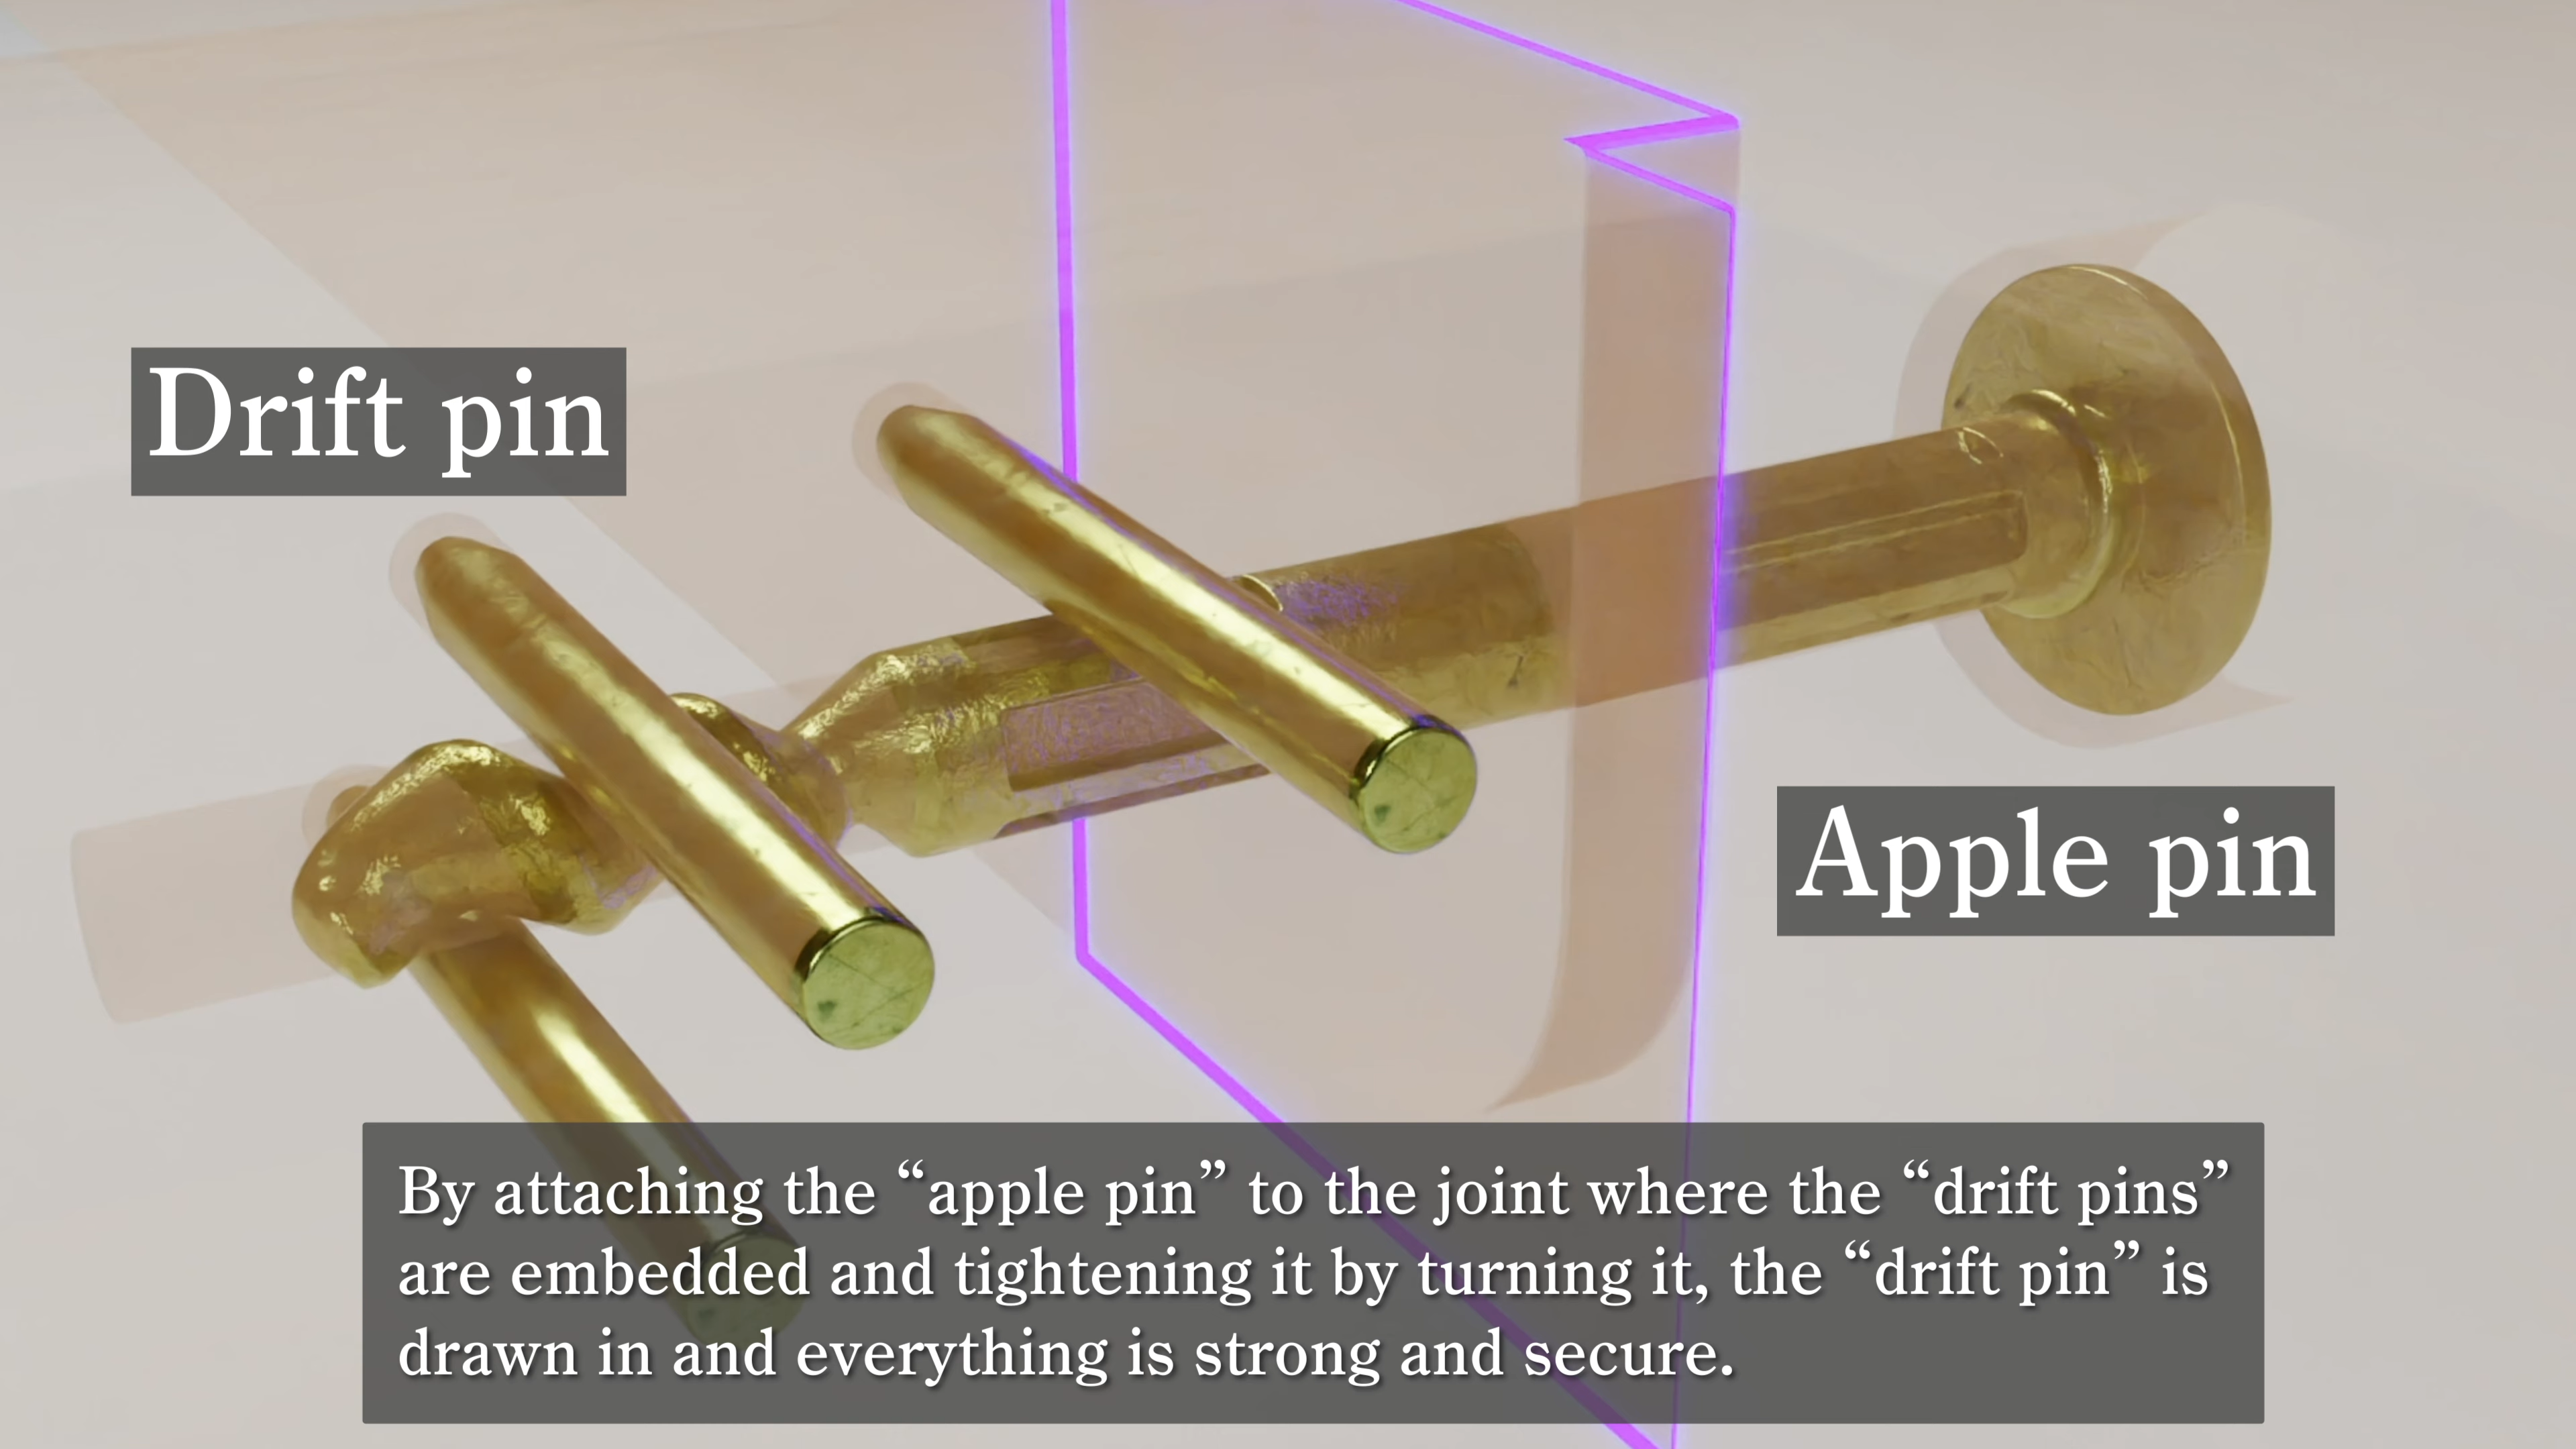 Drift pin
Apple pin
By attaching the “apple pin” to the joint where the “drift pins”
are embedded and tightening it by turning it, the “drift pin” is
drawn in and everything is strong and secure.